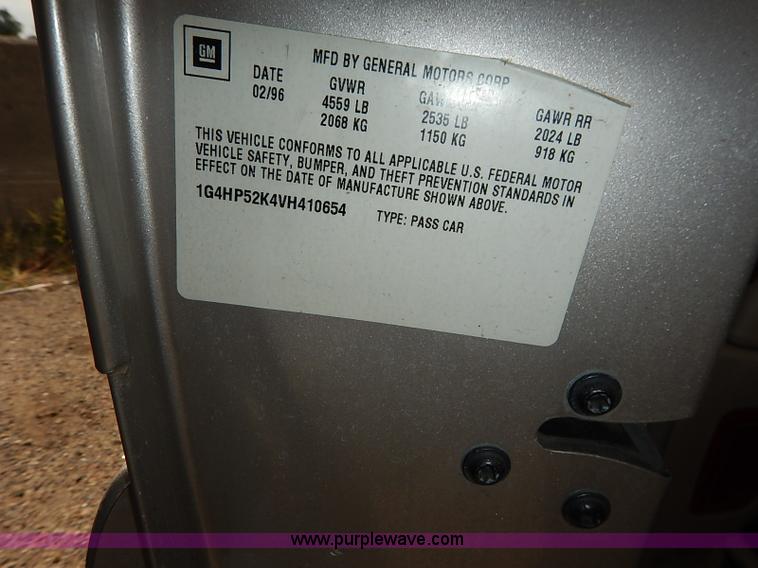 GM
MFD BY GENERAL MOTORS CORP
DATE GVWR GAW GAWR RR
02/96 4559 LB 2535 LB 2024 LB
2068 KG 1150 KG 918 KG
THIS VEHICLE CONFORMS TO ALL APPLICABLE U.S. FEDERAL MOTOR
VEHICLE SAFETY, BUMPER, AND THEFT PREVENTION STANDARDS IN
EFFECT ON THE DATE OF MANUFACTURE SHOWN ABOVE.
1G4HP52K4VH410654 TYPE: PASS CAR
www.purplewave.com